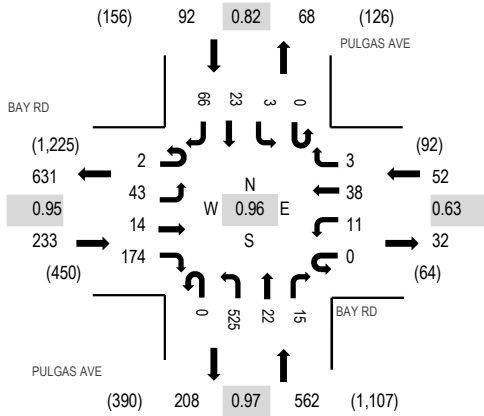 (156) 92 0.82 68 (126)
PULGAS AVE
BAY RD
66 23 3 0
(1,225) (92)
631 2 3 52
N
0.95 43 W 0.96 E 38 0.63
233 14 S 11 32
(450) 174 0 (64)
0 525 22 15
BAY RD
PULGAS AVE
(390) 208 0.97 562 (1,107)